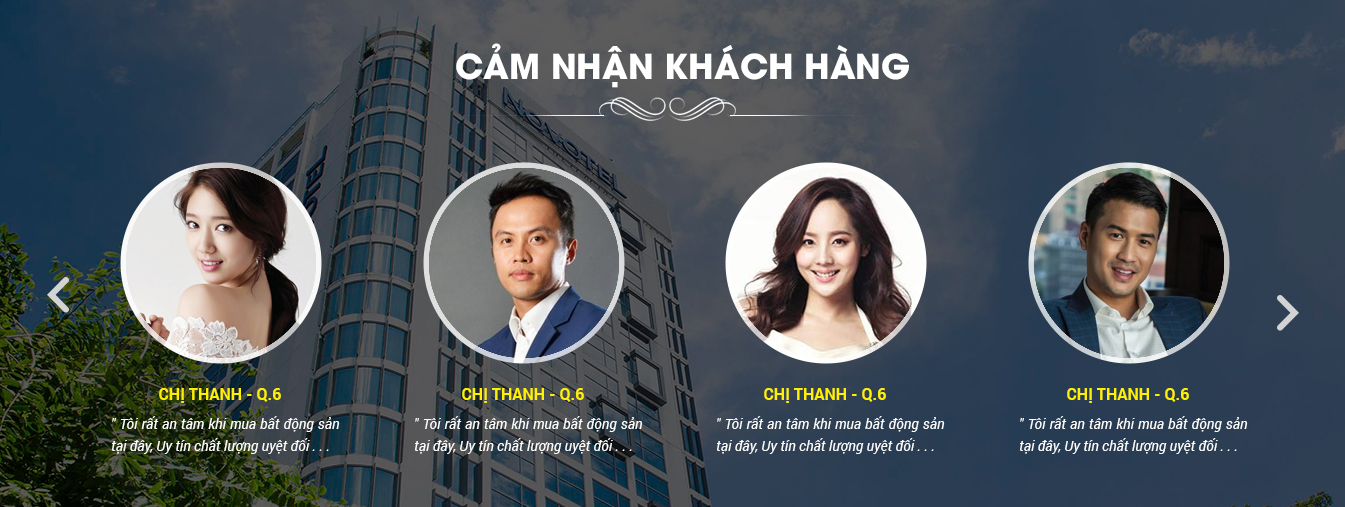 CẢM NHẬN KHÁCH HÀNG
NOVOTEL
CHỊ THANH - Q.6
" Tôi rất an tâm khi mua bất động sản
tại đây, Uy tín chất lượng uyệt đối . . .
CHỊ THANH - Q.6
" Tôi rất an tâm khi mua bất động sản
tại đây, Uy tín chất lượng uyệt đối . . .
CHỊ THANH - Q.6
" Tôi rất an tâm khi mua bất động sản
tại đây, Uy tín chất lượng uyệt đối . . .
CHỊ THANH - Q.6
" Tôi rất an tâm khi mua bất động sản
tại đây, Uy tín chất lượng uyệt đối . . .